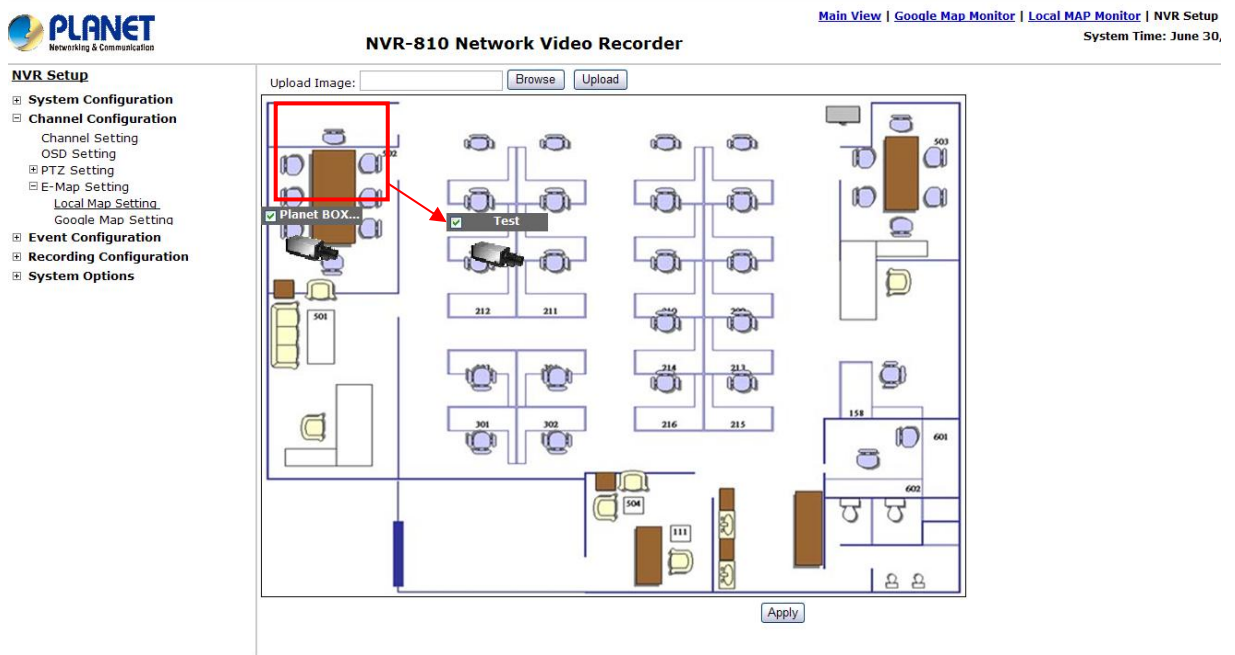 PLANET
Networking & Communication
Main View | Google Map Monitor | Local MAP Monitor | NVR Setup
NVR-810 Network Video Recorder
System Time: June 30,
NVR Setup
System Configuration
Channel Configuration
Channel Setting
OSD Setting
PTZ Setting
E-Map Setting
Local Map Setting
Google Map Setting
Event Configuration
Recording Configuration
System Options
Upload Image:
Browse
Upload
502
503
Planet BOX...
Test
501
212
211
214
213
158
301
302
216
215
601
602
504
111
Apply